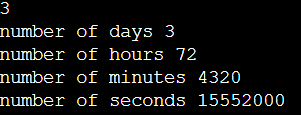 3
number of days 3
number of hours 72
number of minutes 4320
number of seconds 15552000